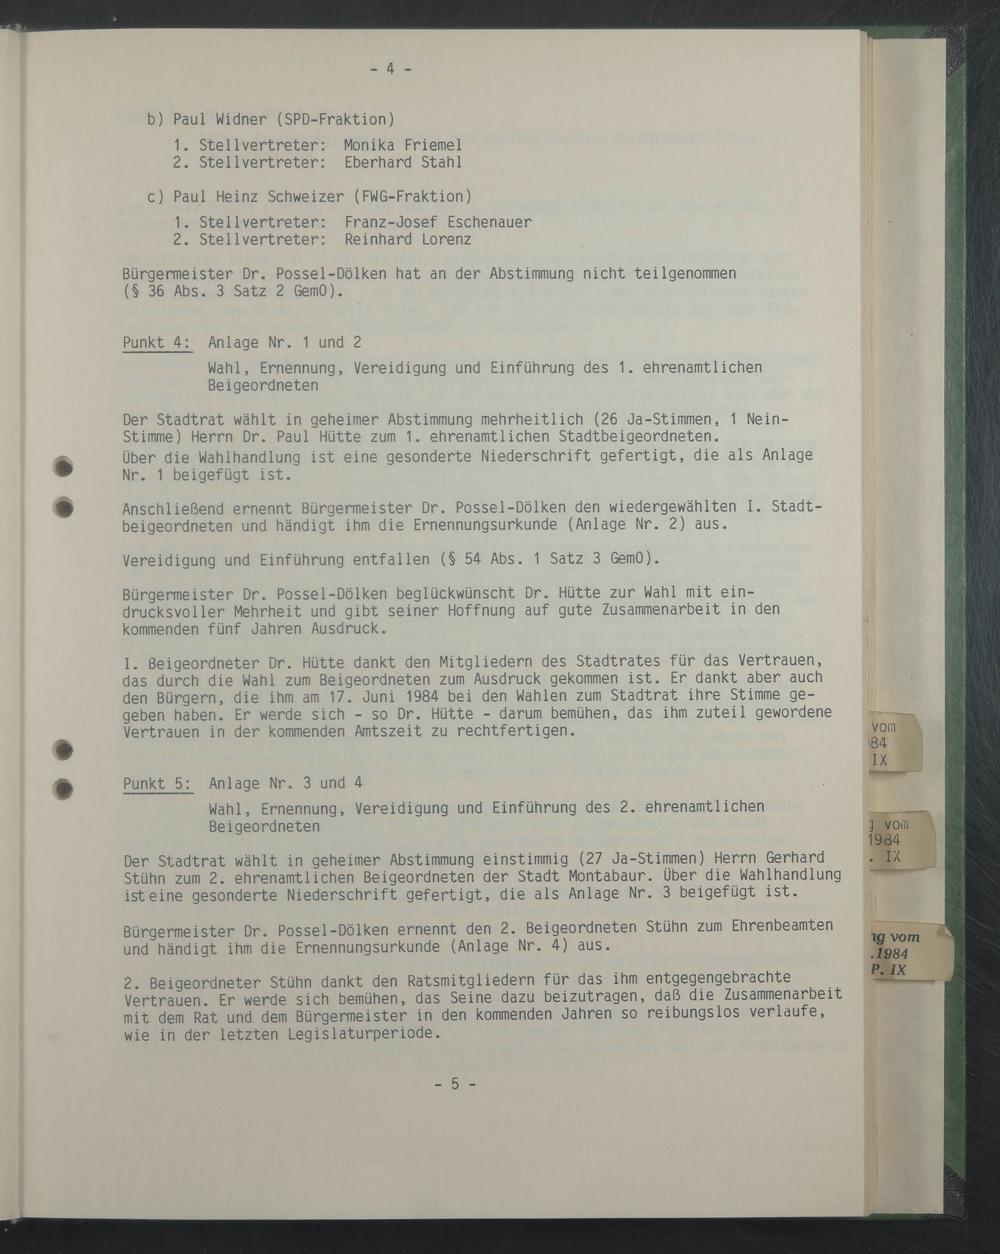 - 4 -
b) Paul Widner (SPD-Fraktion)
1. Stellvertreter: Monika Friemel
2. Stellvertreter: Eberhard Stahl
c) Paul Heinz Schweizer (FWG-Fraktion)
1. Stellvertreter: Franz-Josef Eschenauer
2. Stellvertreter: Reinhard Lorenz
Bürgermeister Dr. Possel-Dölken hat an der Abstimmung nicht teilgenommen
(§ 36 Abs. 3 Satz 2 GemO).
Punkt 4: Anlage Nr. 1 und 2
Wahl, Ernennung, Vereidigung und Einführung des 1. ehrenamtlichen
Beigeordneten
Der Stadtrat wählt in geheimer Abstimmung mehrheitlich (26 Ja-Stimmen, 1 Nein-
Stimme) Herrn Dr. Paul Hütte zum 1. ehrenamtlichen Stadtbeigeordneten.
Über die Wahlhandlung ist eine gesonderte Niederschrift gefertigt, die als Anlage
Nr. 1 beigefügt ist.
Anschließend ernennt Bürgermeister Dr. Possel-Dölken den wiedergewählten I. Stadt-
beigeordneten und händigt ihm die Ernennungsurkunde (Anlage Nr. 2) aus.
Vereidigung und Einführung entfallen (§ 54 Abs. 1 Satz 3 GemO).
Bürgermeister Dr. Possel-Dölken beglückwünscht Dr. Hütte zur Wahl mit ein-
drucksvoller Mehrheit und gibt seiner Hoffnung auf gute Zusammenarbeit in den
kommenden fünf Jahren Ausdruck.
I. Beigeordneter Dr. Hütte dankt den Mitgliedern des Stadtrates für das Vertrauen,
das durch die Wahl zum Beigeordneten zum Ausdruck gekommen ist. Er dankt aber auch
den Bürgern, die ihm am 17. Juni 1984 bei den Wahlen zum Stadtrat ihre Stimme ge-
geben haben. Er werde sich - so Dr. Hütte - darum bemühen, das ihm zuteil gewordene
Vertrauen in der kommenden Amtszeit zu rechtfertigen.
Punkt 5: Anlage Nr. 3 und 4
Wahl, Ernennung, Vereidigung und Einführung des 2. ehrenamtlichen
Beigeordneten
Der Stadtrat wählt in geheimer Abstimmung einstimmig (27 Ja-Stimmen) Herrn Gerhard
Stühn zum 2. ehrenamtlichen Beigeordneten der Stadt Montabaur. Über die Wahlhandlung
ist eine gesonderte Niederschrift gefertigt, die als Anlage Nr. 3 beigefügt ist.
Bürgermeister Dr. Possel-Dölken ernennt den 2. Beigeordneten Stühn zum Ehrenbeamten
und händigt ihm die Ernennungsurkunde (Anlage Nr. 4) aus.
2. Beigeordneter Stühn dankt den Ratsmitgliedern für das ihm entgegengebrachte
Vertrauen. Er werde sich bemühen, das Seine dazu beizutragen, daß die Zusammenarbeit
mit dem Rat und dem Bürgermeister in den kommenden Jahren so reibungslos verlaufe,
wie in der letzten Legislaturperiode.
- 5 -
vom
84
IX
g vom
1984
. IX
ng vom
.1984
P. IX